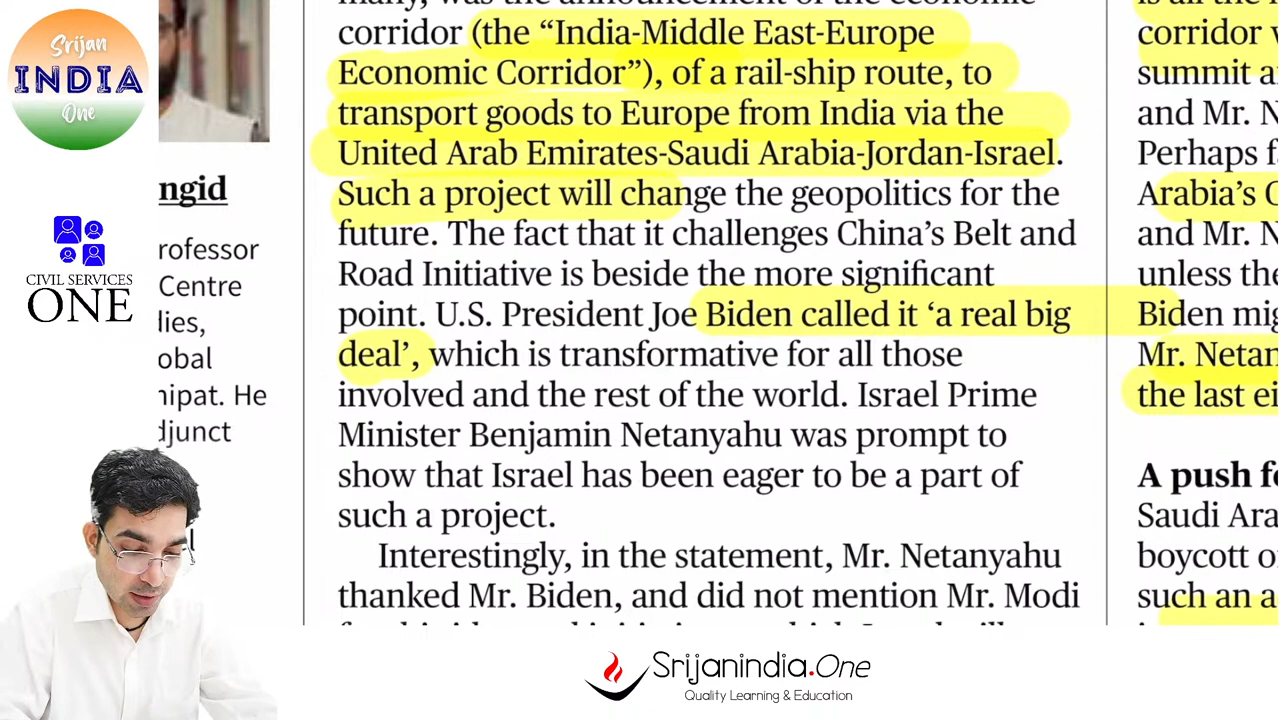 Srijan
INDIA
One
CIVIL SERVICES
ONE
ngid
rofessor
Centre
dies,
obal
nipat. He
djunct
corridor (the “India-Middle East-Europe
Economic Corridor”), of a rail-ship route, to
transport goods to Europe from India via the
United Arab Emirates-Saudi Arabia-Jordan-Israel.
Such a project will change the geopolitics for the
future. The fact that it challenges China’s Belt and
Road Initiative is beside the more significant
point. U.S. President Joe Biden called it ‘a real big
deal’, which is transformative for all those
involved and the rest of the world. Israel Prime
Minister Benjamin Netanyahu was prompt to
show that Israel has been eager to be a part of
such a project.
Interestingly, in the statement, Mr. Netanyahu
thanked Mr. Biden, and did not mention Mr. Modi
corridor
summit
and Mr. N
Perhaps
Arabia’s
and Mr. N
unless the
Biden
Mr. Netan
the last
A push
Saudi Ara
boycott
such an
Srijanindia.One
Quality Learning & Education